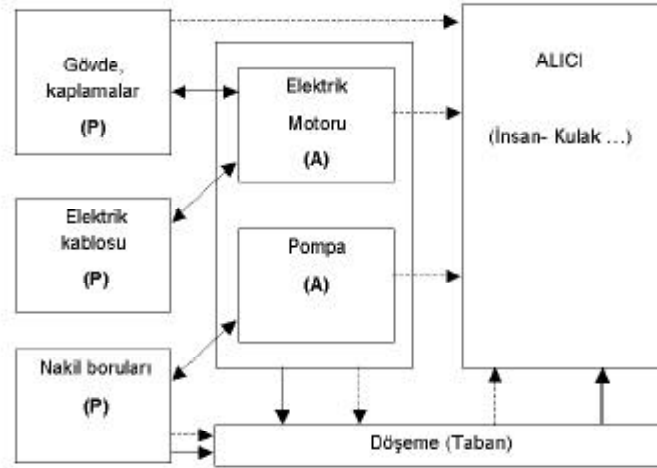 Gövde,
kaplamalar
(P)
Elektrik
Motoru
(A)
ALICI
(İnsan- Kulak ...)
Elektrik
kablosu
(P)
Pompa
(A)
Nakil boruları
(P)
Döşeme (Taban)